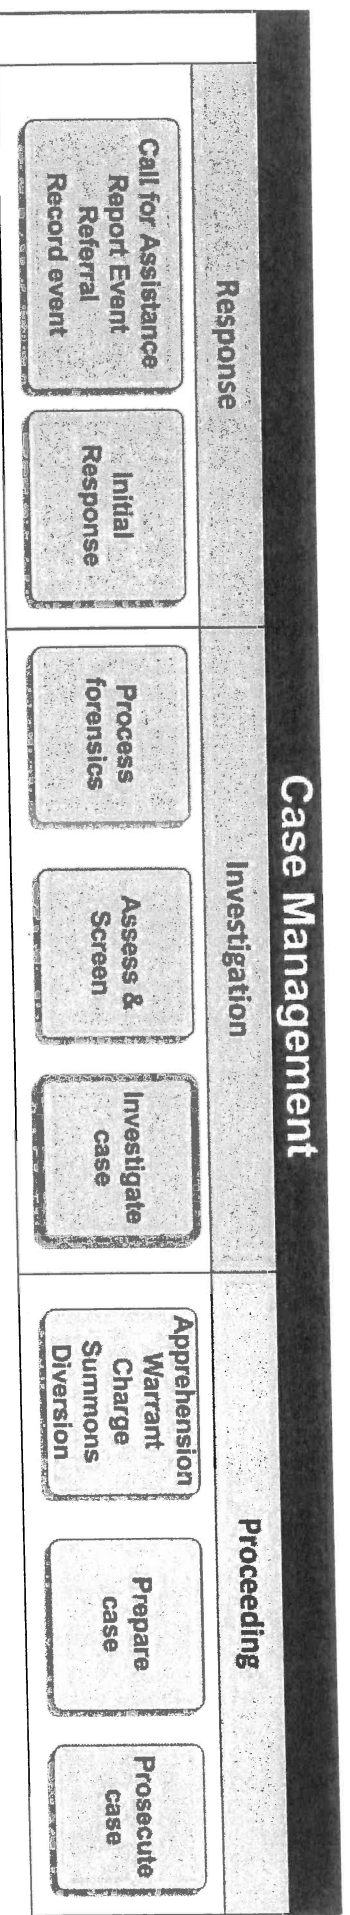 Case Management
Response
Call for Assistance
Report Event
Referral
Record event
Initial
Response
Investigation
Process
forensics
Assess &
Screen
Investigate
case
Proceeding
Apprehension
Warrant
Charge
Summons
Diversion
Prepare
case
Prosecute
case